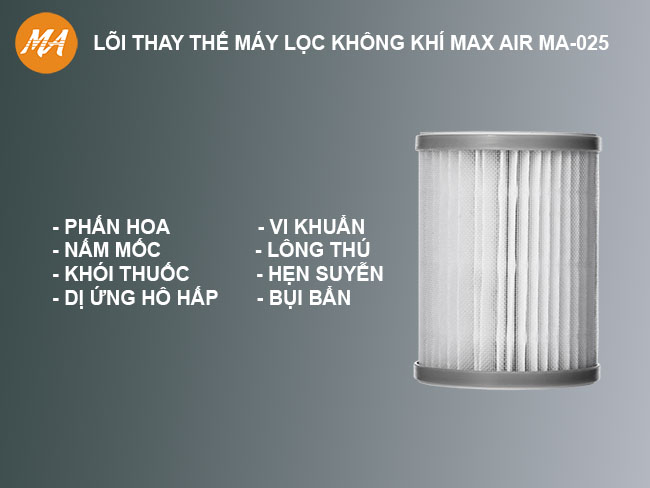 MA
LÕI THAY THẾ MÁY LỌC KHÔNG KHÍ MAX AIR MA-025
- PHẤN HOA
- NẤM MỐC
- KHÓI THUỐC
- DỊ ỨNG HÔ HẤP
- VI KHUẨN
- LÔNG THÚ
- HẸN SUYỄN
- BỤI BẨN